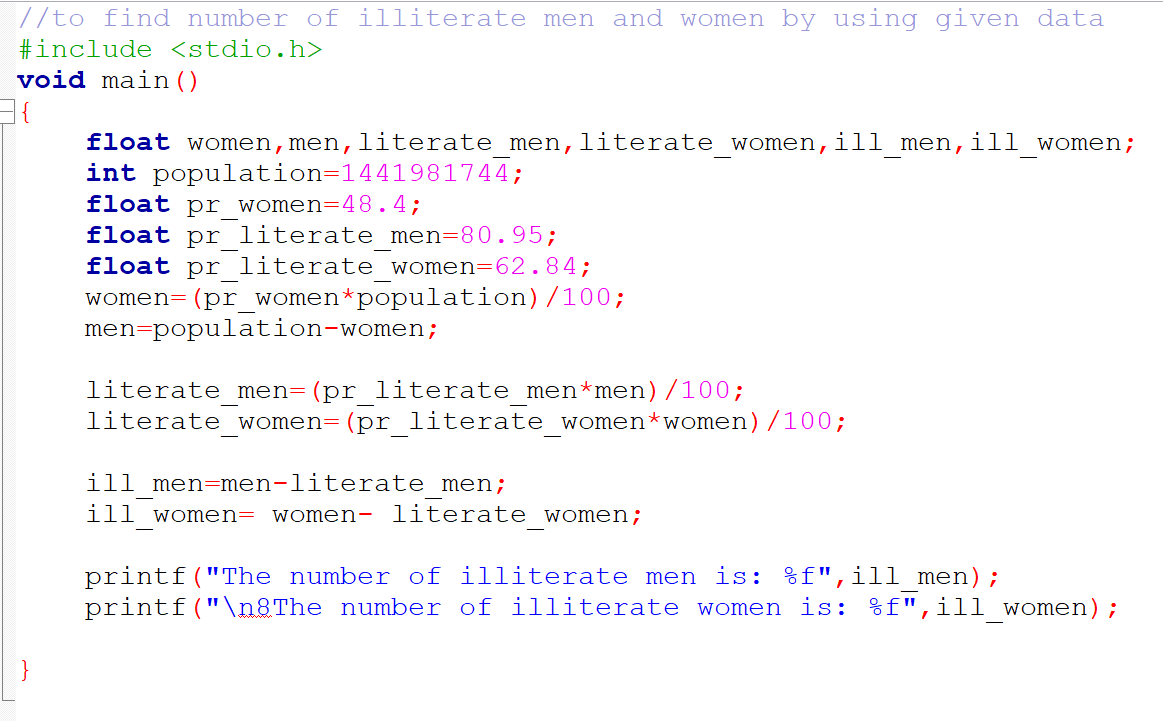 //to find number of illiterate men and women by using given data
#include <stdio.h>
void main()
{
float women,men,literate_men,literate_women,ill_men,ill_women;
int population=1441981744;
float pr_women=48.4;
float pr_literate_men=80.95;
float pr_literate_women=62.84;
women=(pr_women*population)/100;
men=population-women;
literate_men=(pr_literate_men*men)/100;
literate_women=(pr_literate_women*women)/100;
ill_men=men-literate_men;
ill_women= women- literate_women;
printf("The number of illiterate men is: %f",ill_men);
printf("\n8The number of illiterate women is: %f",ill_women);
}